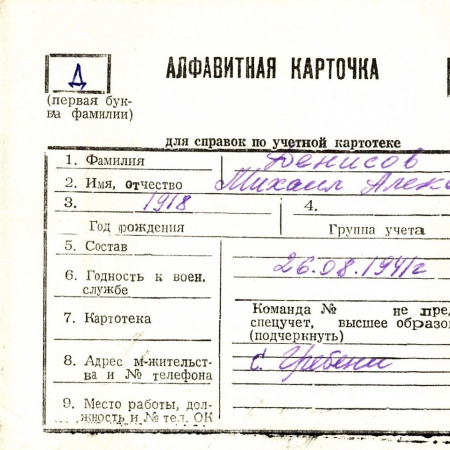 Д
АЛФАВИТНАЯ КАРТОЧКА
(первая бук-
ва фамилии)
для справок по учетной картотеке
1. Фамилия Денисов
2. Имя, отчество Михаил Алекс
3. 1918 4.
Год рождения Группа учета
5. Состав
26.08.1941г
6. Годность к воен.
службе
Команда № не пред
7. Картотека спецучет, высшее образо
(подчеркнуть)
8. Адрес м-жительст-
ва и № телефона с. Гребени
9. Место работы, дол-
жность и № тел. ОК